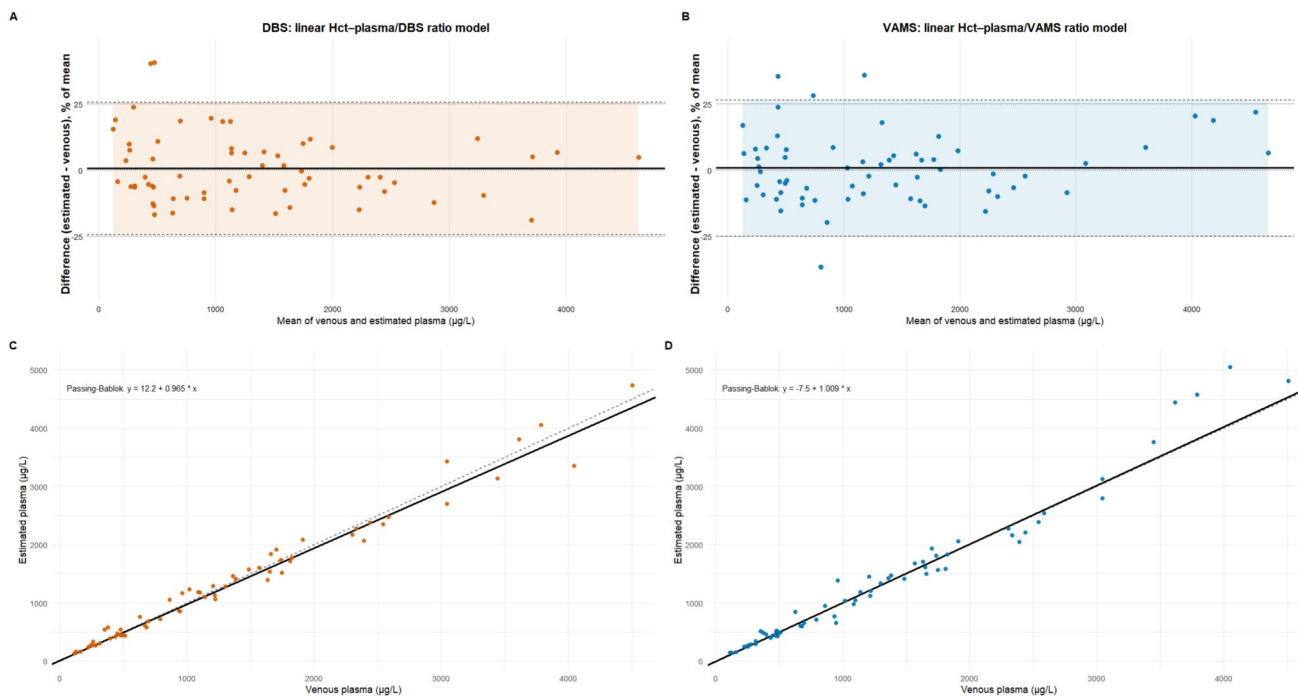 A
DBS: linear Hct–plasma/DBS ratio model
Difference (estimated - venous), % of mean
25
0
-25
0
1000
2000
3000
4000
Mean of venous and estimated plasma (µg/L)
B
VAMS: linear Hct–plasma/VAMS ratio model
Difference (estimated - venous), % of mean
25
0
-25
0
1000
2000
3000
4000
Mean of venous and estimated plasma (µg/L)
C
Passing-Bablok: y = 12.2 + 0.965 * x
Estimated plasma (µg/L)
5000
4000
3000
2000
1000
0
0
1000
2000
3000
4000
Venous plasma (µg/L)
D
Passing-Bablok: y = -7.5 + 1.009 * x
Estimated plasma (µg/L)
5000
4000
3000
2000
1000
0
0
1000
2000
3000
4000
Venous plasma (µg/L)